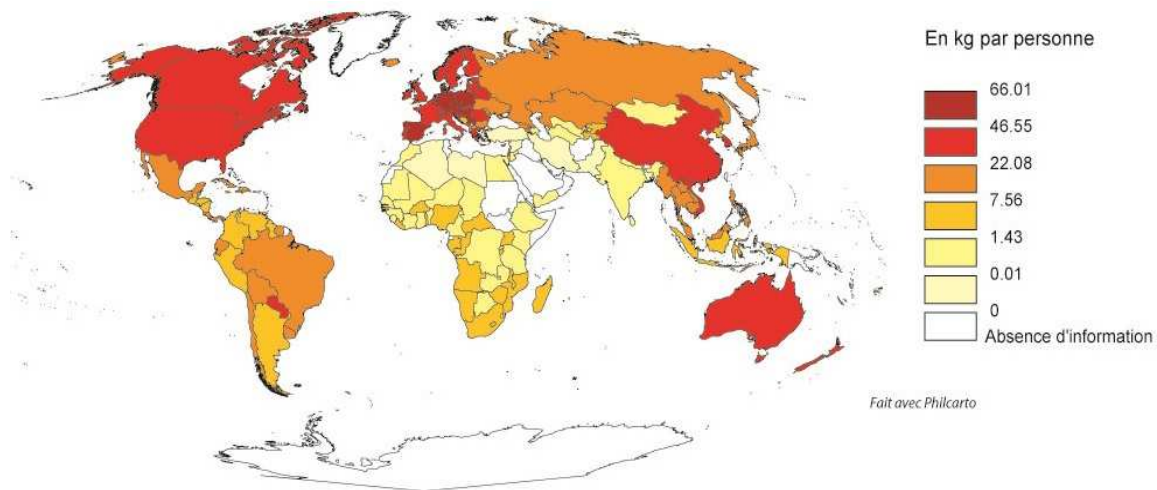 En kg par personne
66.01
46.55
22.08
7.56
1.43
0.01
0
Absence d'information
Fait avec Philcarto